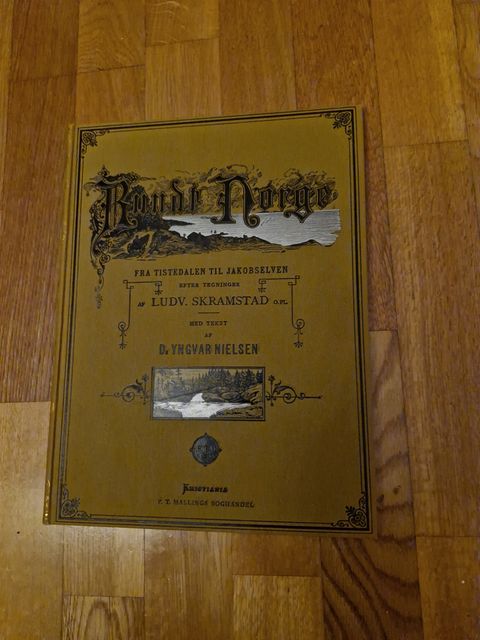 Rundt Norge
FRA TISTEDALEN TIL JAKOBSELVEN
EFTER TEGNINGER
AF LUDV. SKRAMSTAD O.FL.
MED TEKST
AF
DR YNGVAR NIELSEN
KRISTIANIA
P. T. MALLINGS BOGHANDEL